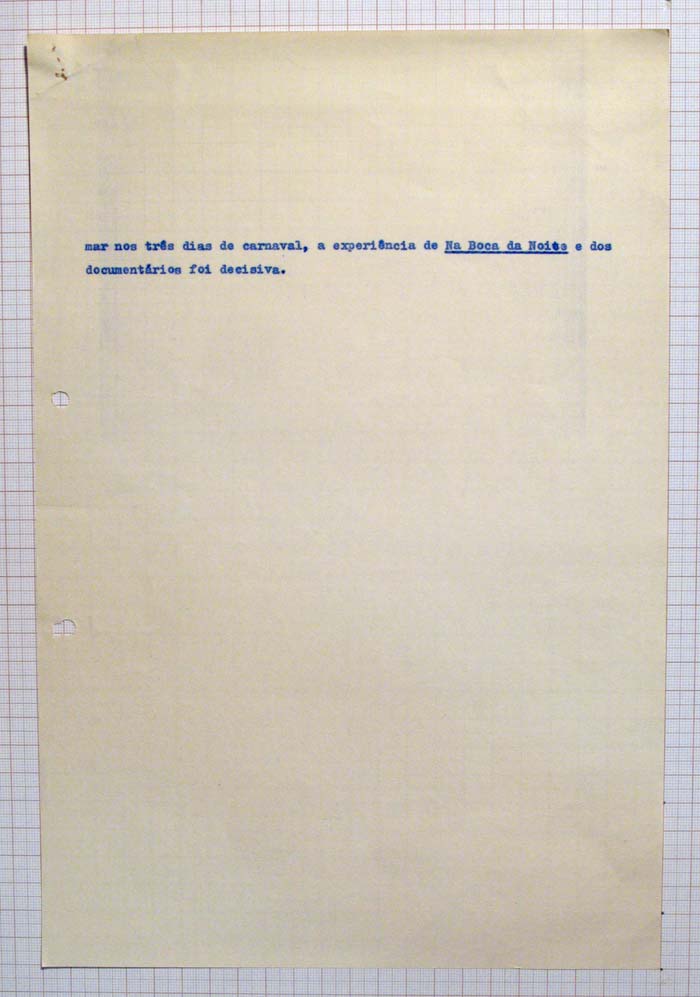 mar nos três dias de carnaval, a experiência de Na Boca da Noite e dos
documentários foi decisiva.